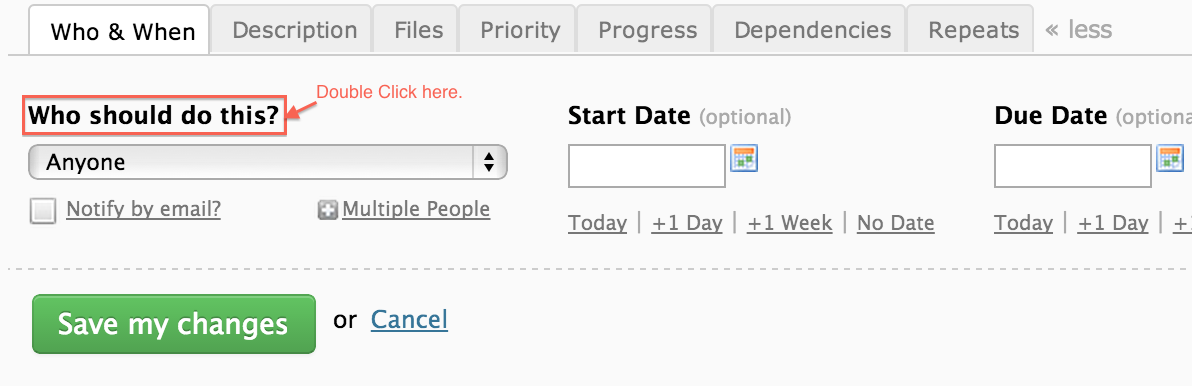 Who & When Description Files Priority Progress Dependencies Repeats « less
Double Click here.
Who should do this? Start Date (optional) Due Date (optiona
Anyone
Notify by email? Multiple People
Today | +1 Day | +1 Week | No Date Today | +1 Day | +1
Save my changes or Cancel